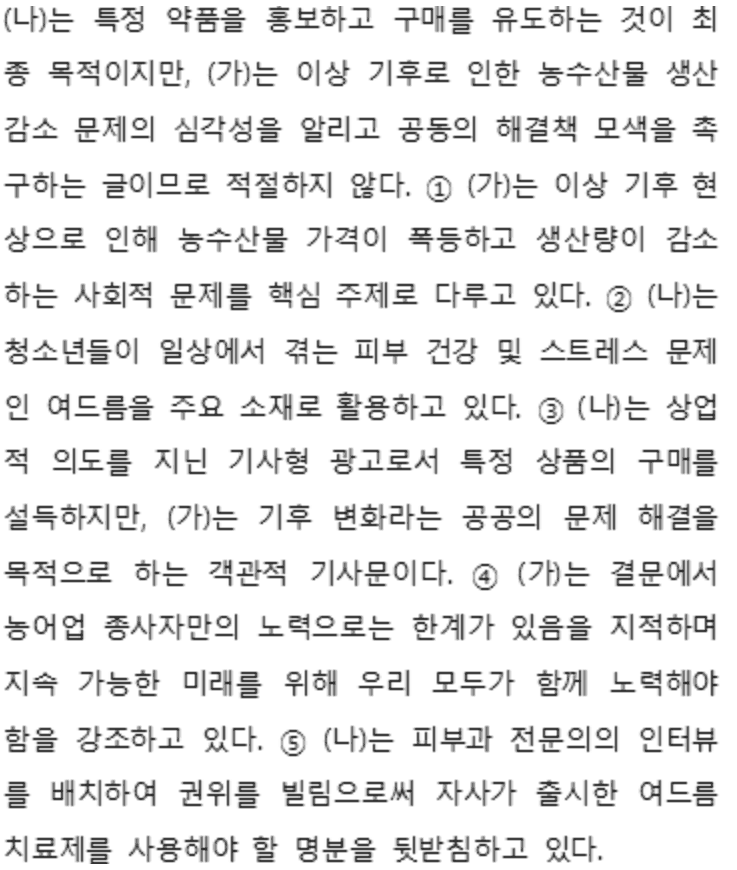 (나)는 특정 약품을 홍보하고 구매를 유도하는 것이 최
종 목적이지만, (가)는 이상 기후로 인한 농수산물 생산
감소 문제의 심각성을 알리고 공동의 해결책 모색을 촉
구하는 글이므로 적절하지 않다. ① (가)는 이상 기후 현
상으로 인해 농수산물 가격이 폭등하고 생산량이 감소
하는 사회적 문제를 핵심 주제로 다루고 있다. ② (나)는
청소년들이 일상에서 겪는 피부 건강 및 스트레스 문제
인 여드름을 주요 소재로 활용하고 있다. ③ (나)는 상업
적 의도를 지닌 기사형 광고로서 특정 상품의 구매를
설득하지만, (가)는 기후 변화라는 공공의 문제 해결을
목적으로 하는 객관적 기사문이다. ④ (가)는 결문에서
농어업 종사자만의 노력으로는 한계가 있음을 지적하며
지속 가능한 미래를 위해 우리 모두가 함께 노력해야
함을 강조하고 있다. ⑤ (나)는 피부과 전문의의 인터뷰
를 배치하여 권위를 빌림으로써 자사가 출시한 여드름
치료제를 사용해야 할 명분을 뒷받침하고 있다.